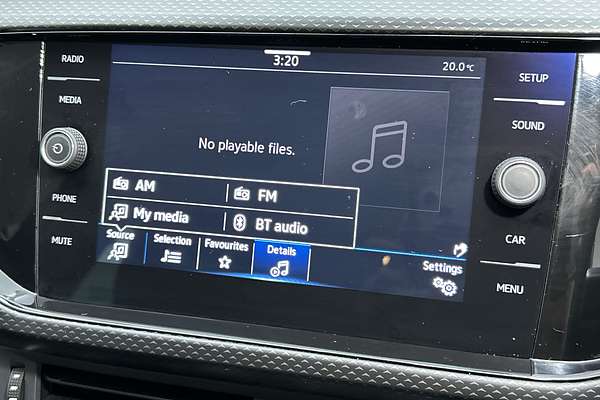 RADIO
MEDIA
PHONE
MUTE
3:20
20.0°C
No playable files.
AM
FM
My media
BT audio
Source
Selection
Favourites
Details
Settings
SETUP
SOUND
CAR
MENU